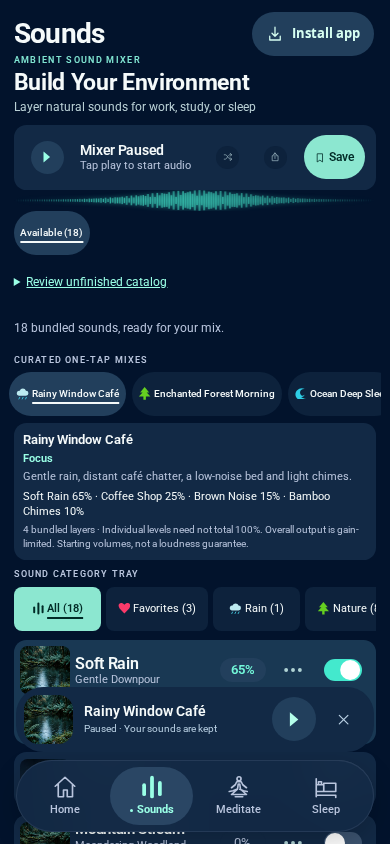 Sounds
Install app
AMBIENT SOUND MIXER
Build Your Environment
Layer natural sounds for work, study, or sleep
Mixer Paused
Tap play to start audio
Save
Available (18)
Review unfinished catalog
18 bundled sounds, ready for your mix.
CURATED ONE-TAP MIXES
Rainy Window Café
Enchanted Forest Morning
Ocean Deep
Rainy Window Café
Focus
Gentle rain, distant café chatter, a low-noise bed and light chimes.
Soft Rain 65% · Coffee Shop 25% · Brown Noise 15% · Bamboo
Chimes 10%
4 bundled layers · Individual levels need not total 100%. Overall output is gain-
limited. Starting volumes, not a loudness guarantee.
SOUND CATEGORY TRAY
All (18)
Favorites (3)
Rain (1)
Nature
Soft Rain
Gentle Downpour
65%
Rainy Window Café
Paused · Your sounds are kept
Home
Sounds
Meditate
Sleep
Mountain Stream
0%